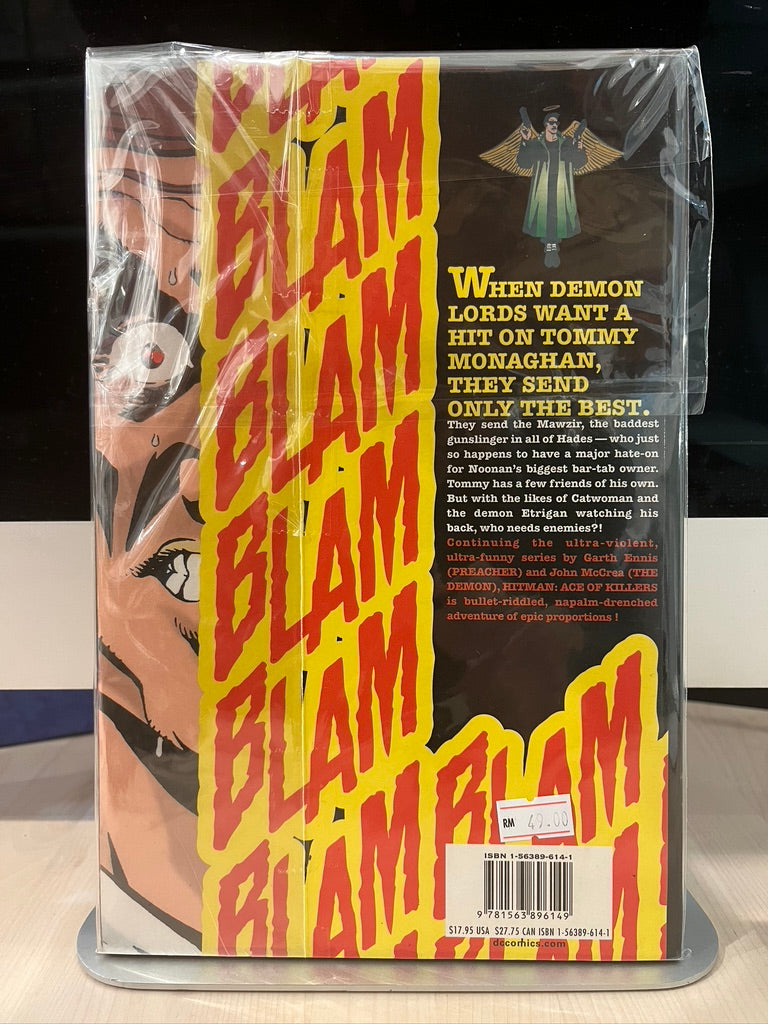 BLAM
BLAM
BLAM
BLAM
BLAM
BLAM
BLAM
WHEN DEMON
LORDS WANT A
HIT ON TOMMY
MONAGHAN,
THEY SEND
ONLY THE BEST.
They send the Mawzir, the baddest
gunslinger in all of Hades — who just
so happens to have a major hate-on
for Noonan's biggest bar-tab owner.
Tommy has a few friends of his own.
But with the likes of Catwoman and
the demon Etrigan watching his
back, who needs enemies?!
Continuing the ultra-violent,
ultra-funny series by Garth Ennis
(PREACHER) and John McCrea (THE
DEMON), HITMAN: ACE OF KILLERS
is bullet-riddled, napalm-drenched
adventure of epic proportions !
BLAM BLAM
RM 49.00
ISBN 1-56389-614-1
9 781563 896149
$17.95 USA $27.75 CAN ISBN 1-56389-614-1
dccomics.com